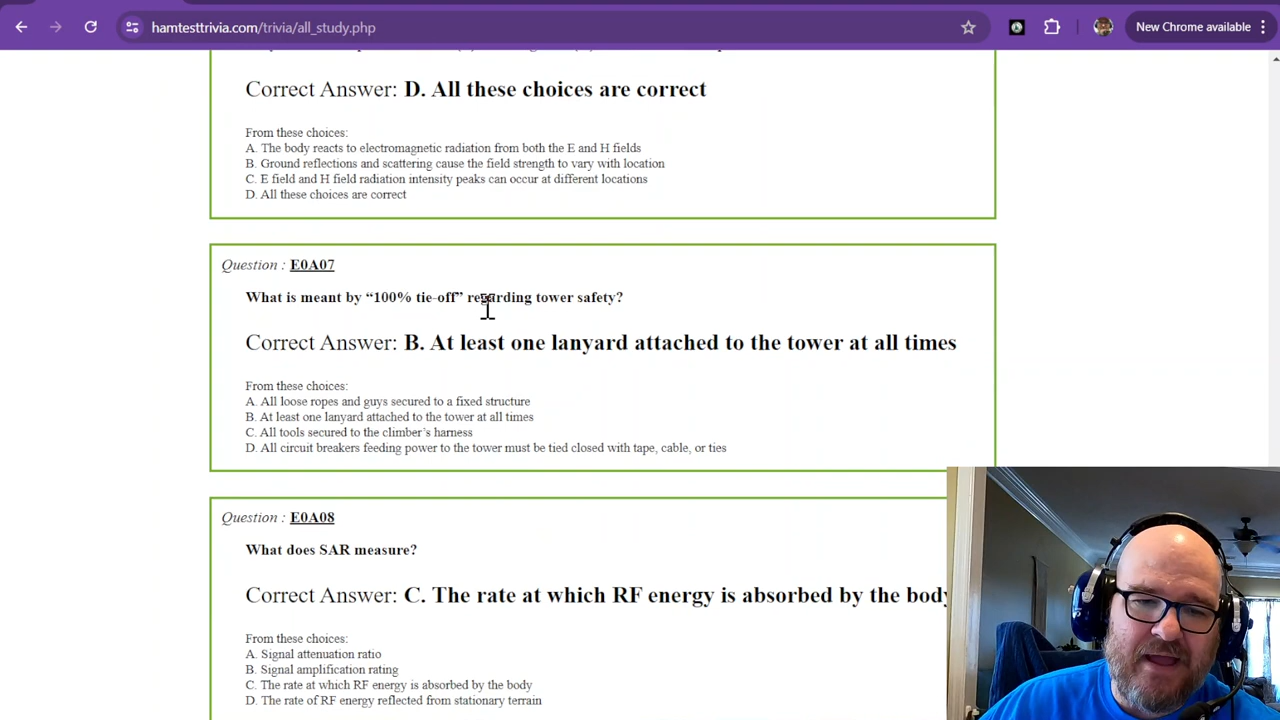 hamtesttrivia.com/trivia/all_study.php
New Chrome available
Correct Answer: D. All these choices are correct
From these choices:
A. The body reacts to electromagnetic radiation from both the E and H fields
B. Ground reflections and scattering cause the field strength to vary with location
C. E field and H field radiation intensity peaks can occur at different locations
D. All these choices are correct
Question : E0A07
What is meant by “100% tie-off” regarding tower safety?
Correct Answer: B. At least one lanyard attached to the tower at all times
From these choices:
A. All loose ropes and guys secured to a fixed structure
B. At least one lanyard attached to the tower at all times
C. All tools secured to the climber’s harness
D. All circuit breakers feeding power to the tower must be tied closed with tape, cable, or ties
Question : E0A08
What does SAR measure?
Correct Answer: C. The rate at which RF energy is absorbed by the body
From these choices:
A. Signal attenuation ratio
B. Signal amplification rating
C. The rate at which RF energy is absorbed by the body
D. The rate of RF energy reflected from stationary terrain